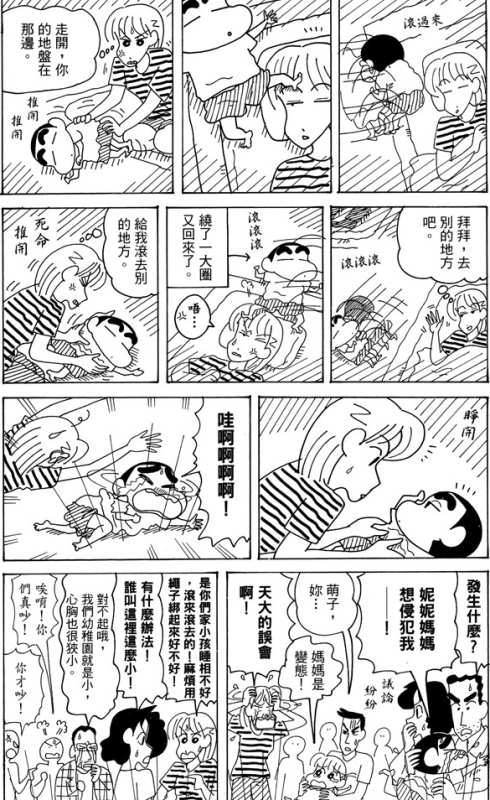 滾過來
走開，你
的地盤在
那邊。
推開
推開
拜拜，去
別的地方
吧。
滾滾滾
滾滾滾
繞了一大圈
又回來了。
唔…
給我滾去別
的地方。
死命
推開
睜開
哇啊啊啊啊！
發生什麼？
妮妮媽媽
想侵犯我
——
議論
紛紛
萌子，
妳…
媽媽是
變態！
天大的誤會
啊！
是你們家小孩睡相不好
，滾來滾去的！麻煩用
繩子綁起來好不好！
有什麼辦法！
誰叫這裡這麼小！
對不起哦，
我們幼稚園就是小，
心胸也很狹小。
唉唷！你
們真吵！
你才吵！